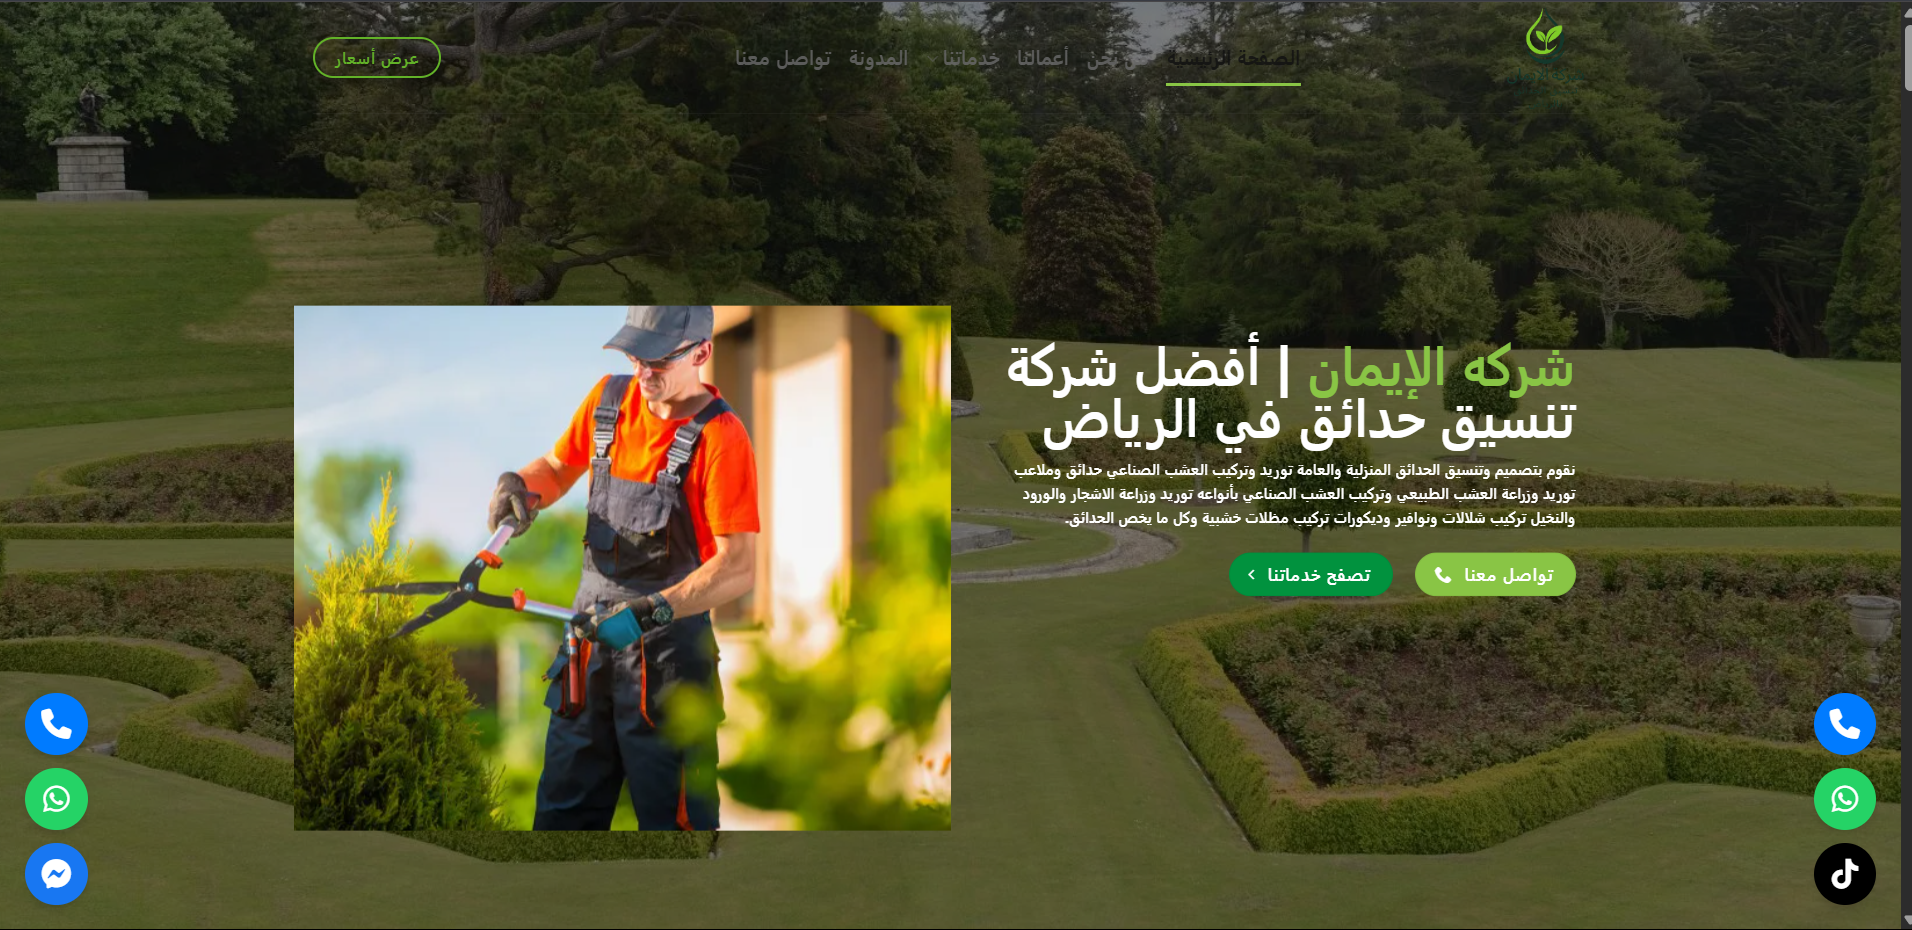 الصفحة الرئيسية
من نحن
أعمالنا
خدماتنا
المدونة
تواصل معنا
عرض أسعار
شركه الإيمان | أفضل شركة
تنسيق حدائق في الرياض
نقوم بتصميم وتنسيق الحدائق المنزلية والعامة توريد وتركيب العشب الصناعي حدائق وملاعب
توريد وزراعة العشب الطبيعي وتركيب العشب الصناعي بأنواعه توريد وزراعة الاشجار والورود
والنخيل تركيب شلالات ونوافير وديكورات تركيب مظلات خشبية وكل ما يخص الحدائق.
تواصل معنا
تصفح خدماتنا